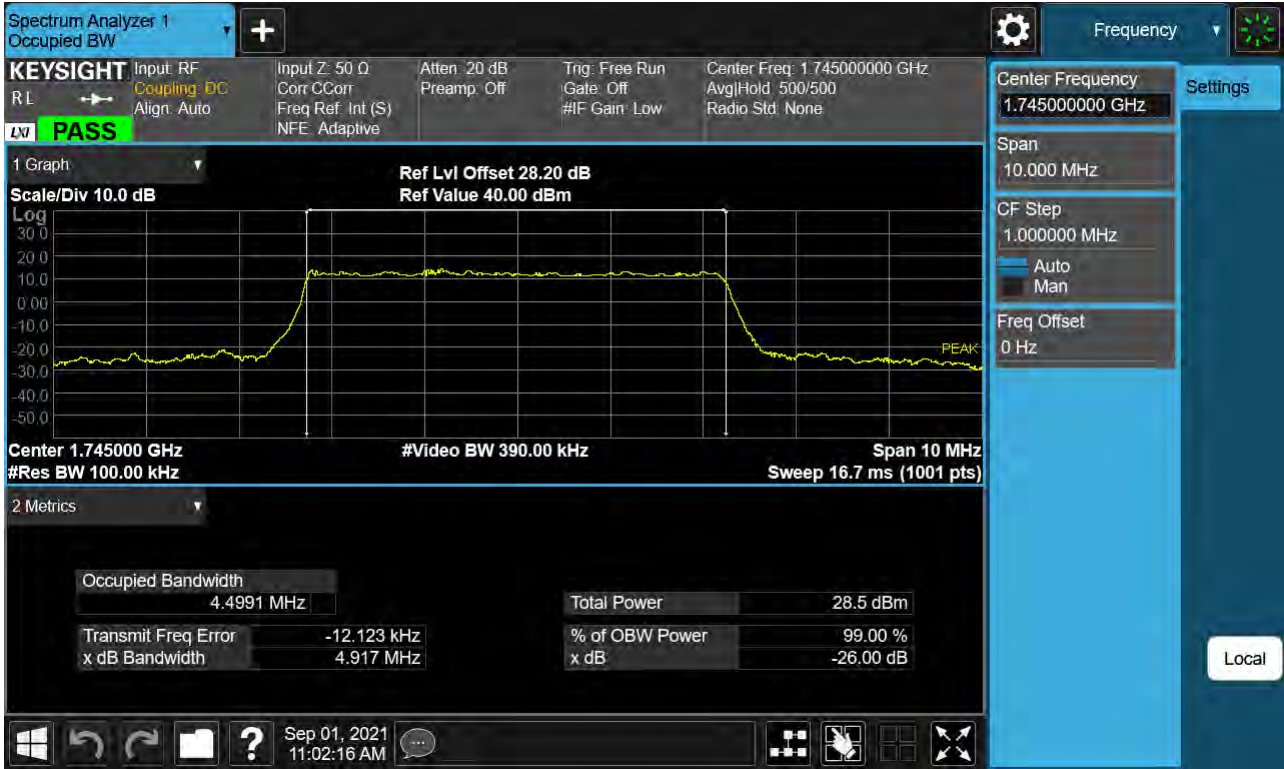 Spectrum Analyzer 1
Occupied BW
Frequency
KEYSIGHT
RL
LXI PASS
Input: RF
Coupling: DC
Align: Auto
Input Z: 50 Ω
Corr CCorr
Freq Ref: Int (S)
NFE: Adaptive
Atten: 20 dB
Preamp: Off
Trig: Free Run
Gate: Off
#IF Gain: Low
Center Freq: 1.745000000 GHz
Avg|Hold: 500/500
Radio Std: None
1 Graph
Scale/Div 10.0 dB
Ref Lvl Offset 28.20 dB
Ref Value 40.00 dBm
Log
30.0
20.0
10.0
0.00
-10.0
-20.0
-30.0
-40.0
-50.0
PEAK
Center 1.745000 GHz
#Res BW 100.00 kHz
#Video BW 390.00 kHz
Span 10 MHz
Sweep 16.7 ms (1001 pts)
2 Metrics
Occupied Bandwidth
4.4991 MHz
Transmit Freq Error -12.123 kHz
x dB Bandwidth 4.917 MHz
Total Power 28.5 dBm
% of OBW Power 99.00 %
x dB -26.00 dB
Center Frequency
1.745000000 GHz
Span
10.000 MHz
CF Step
1.000000 MHz
Auto
Man
Freq Offset
0 Hz
Settings
Local
?
Sep 01, 2021
11:02:16 AM